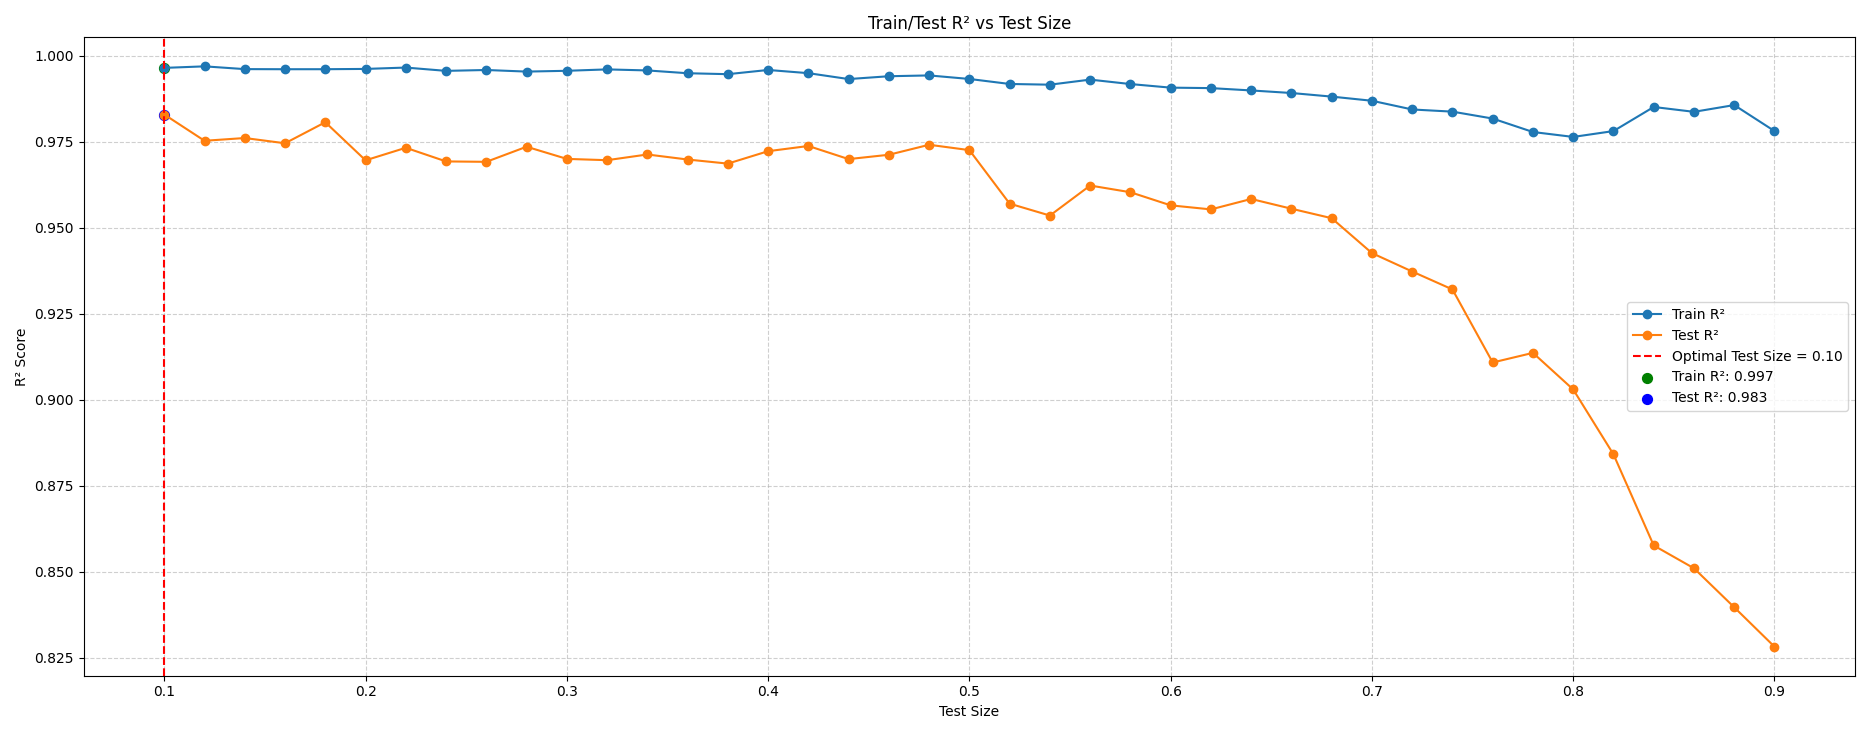 Train/Test R² vs Test Size
R² Score
1.000
0.975
0.950
0.925
0.900
0.875
0.850
0.825
Train R²
Test R²
Optimal Test Size = 0.10
Train R²: 0.997
Test R²: 0.983
0.1 0.2 0.3 0.4 0.5 0.6 0.7 0.8 0.9
Test Size